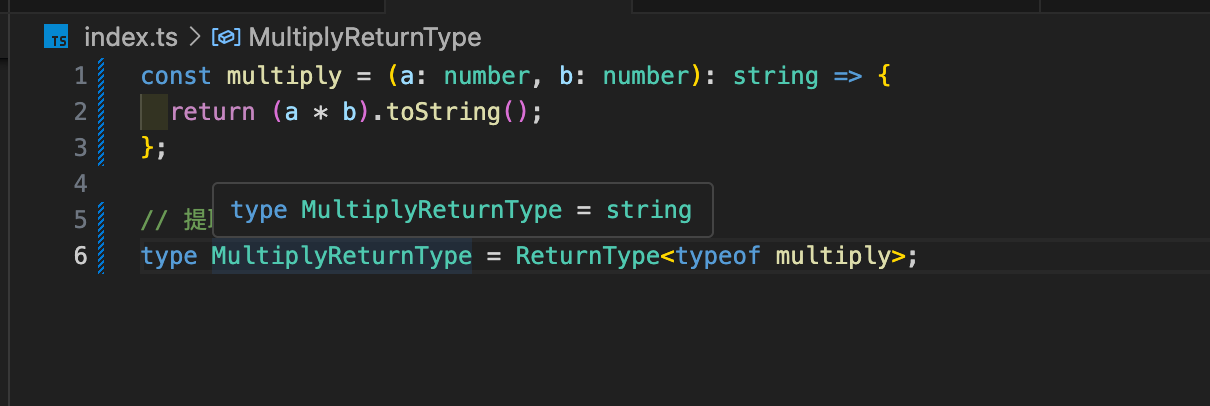 TS index.ts > MultiplyReturnType
1 const multiply = (a: number, b: number): string => {
2 return (a * b).toString();
3 };
4
5 // 提
type MultiplyReturnType = string
6 type MultiplyReturnType = ReturnType<typeof multiply>;